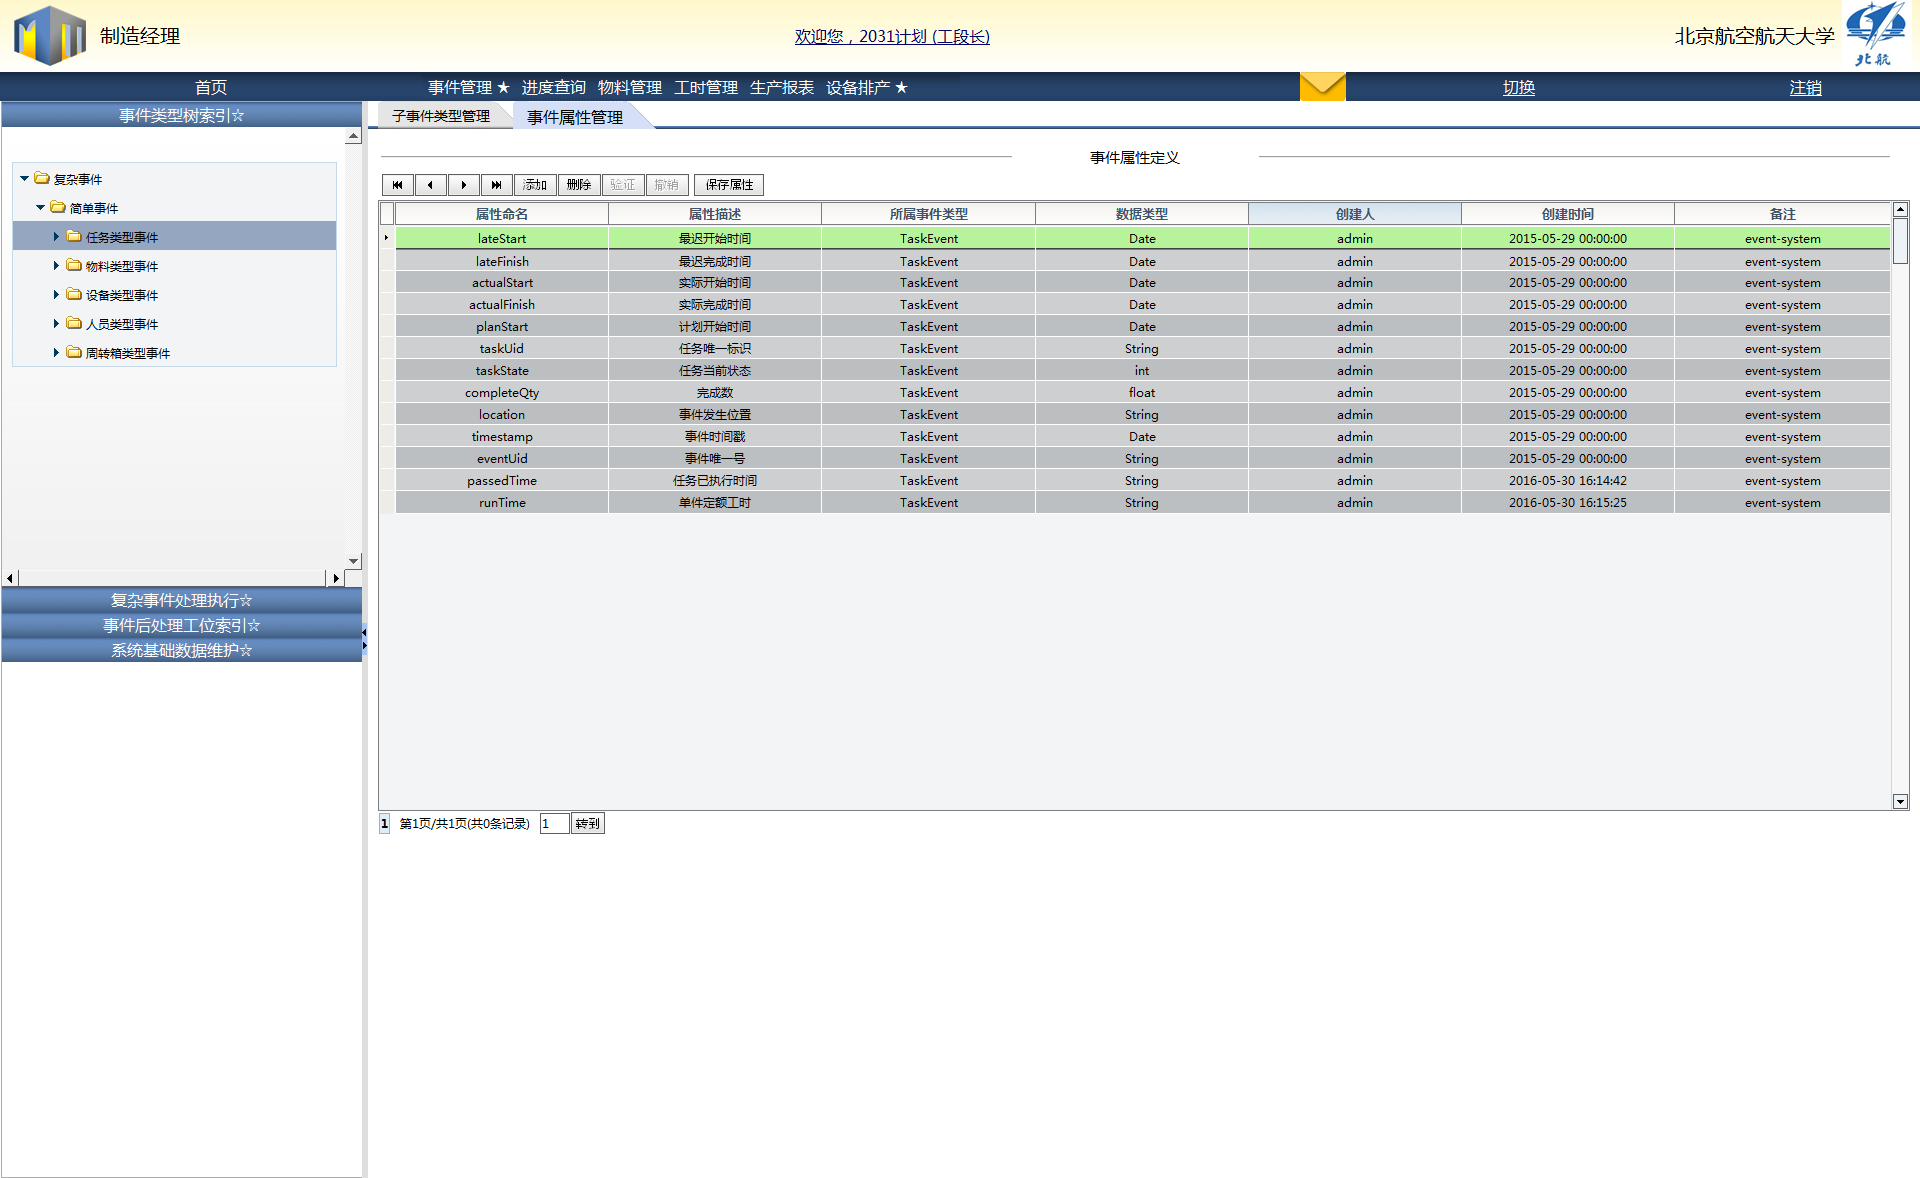 制造经理
欢迎您，2031计划 (工段长)
北京航空航天大学
北航
首页 事件管理 ★ 进度查询 物料管理 工时管理 生产报表 设备排产 ★ 切换 注销
事件类型树索引☆
复杂事件
简单事件
任务类型事件
物料类型事件
设备类型事件
人员类型事件
周转箱类型事件
复杂事件处理执行☆
事件后处理工位索引☆
系统基础数据维护☆
子事件类型管理 事件属性管理
事件属性定义
添加 删除 验证 撤销 保存属性
属性命名 属性描述 所属事件类型 数据类型 创建人 创建时间 备注
lateStart 最迟开始时间 TaskEvent Date admin 2015-05-29 00:00:00 event-system
lateFinish 最迟完成时间 TaskEvent Date admin 2015-05-29 00:00:00 event-system
actualStart 实际开始时间 TaskEvent Date admin 2015-05-29 00:00:00 event-system
actualFinish 实际完成时间 TaskEvent Date admin 2015-05-29 00:00:00 event-system
planStart 计划开始时间 TaskEvent Date admin 2015-05-29 00:00:00 event-system
taskUid 任务唯一标识 TaskEvent String admin 2015-05-29 00:00:00 event-system
taskState 任务当前状态 TaskEvent int admin 2015-05-29 00:00:00 event-system
completeQty 完成数 TaskEvent float admin 2015-05-29 00:00:00 event-system
location 事件发生位置 TaskEvent String admin 2015-05-29 00:00:00 event-system
timestamp 事件时间戳 TaskEvent Date admin 2015-05-29 00:00:00 event-system
eventUid 事件唯一号 TaskEvent String admin 2015-05-29 00:00:00 event-system
passedTime 任务已执行时间 TaskEvent String admin 2016-05-30 16:14:42 event-system
runTime 单件定额工时 TaskEvent String admin 2016-05-30 16:15:25 event-system
1 第1页/共1页(共0条记录) 1 转到